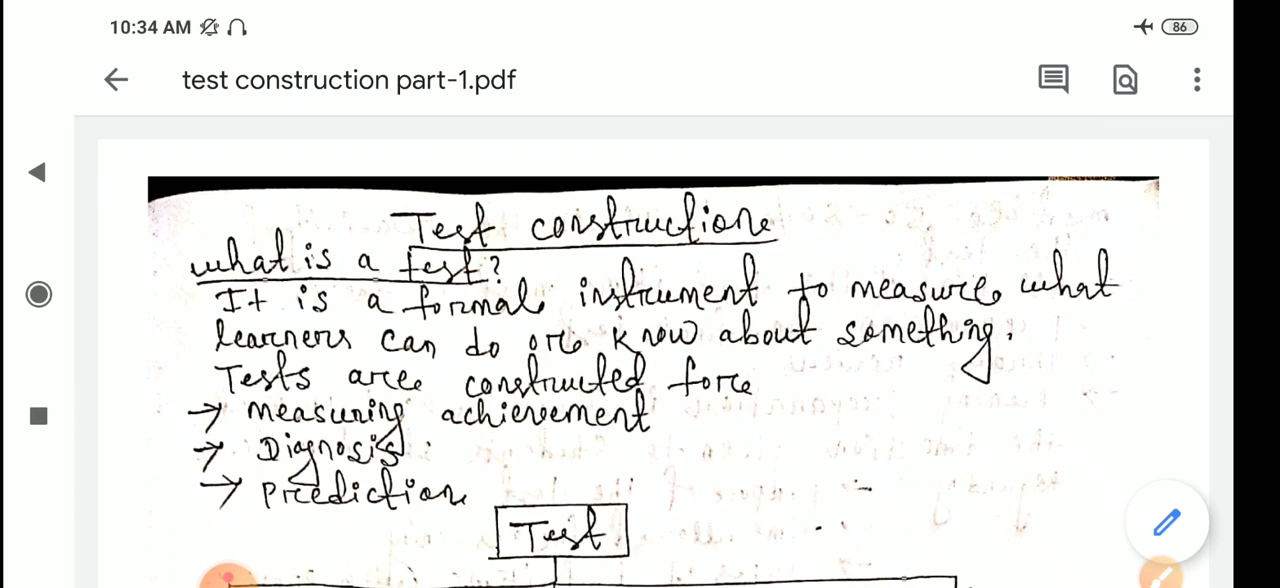 10:34 AM
86
test construction part-1.pdf
Test construction
what is a test?
It is a formal instrument to measure what
learners can do or know about something.
Tests are constructed for
→ measuring achievement
→ Diagnosis
→ prediction
Test